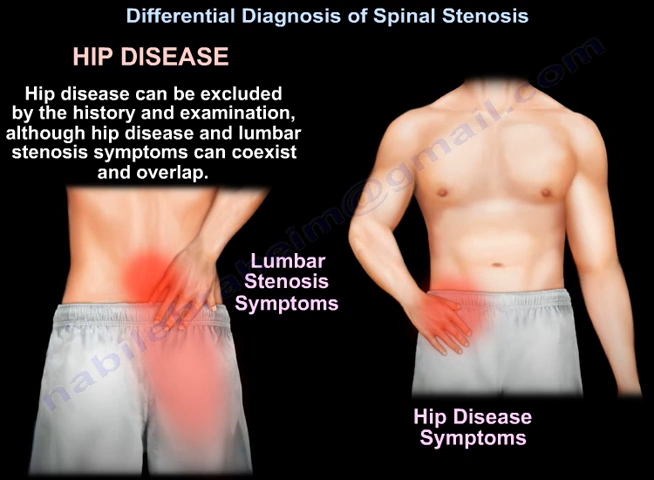 Differential Diagnosis of Spinal Stenosis
HIP DISEASE
Hip disease can be excluded
by the history and examination,
although hip disease and lumbar
stenosis symptoms can coexist
and overlap.
Lumbar
Stenosis
Symptoms
Hip Disease
Symptoms